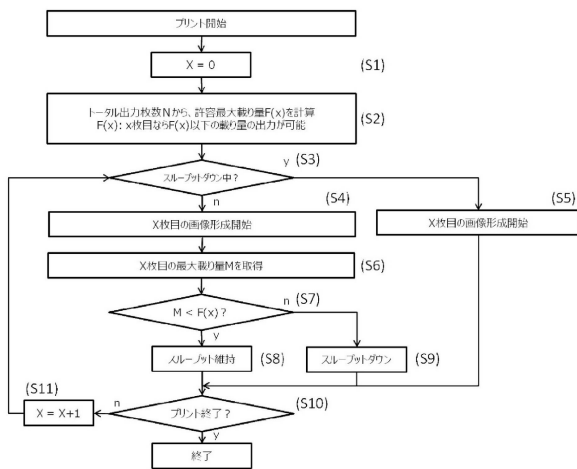 プリント開始
X = 0
(S1)
トータル出力枚数Nから、許容最大載り量F(x)を計算
F(x): x枚目ならF(x)以下の載り量の出力が可能
(S2)
y
(S3)
スループットダウン中?
n
(S4)
X枚目の画像形成開始
(S5)
X枚目の画像形成開始
X枚目の最大載り量Mを取得
(S6)
M < F(x)?
n
(S7)
y
スループット維持
(S8)
スループットダウン
(S9)
(S11)
X = X+1
n
プリント終了?
(S10)
y
終了